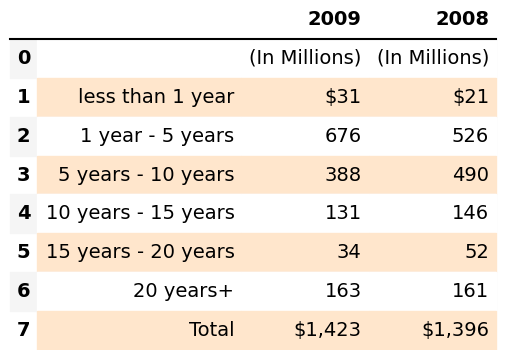 2009 2008
0 (In Millions) (In Millions)
1 less than 1 year $31 $21
2 1 year - 5 years 676 526
3 5 years - 10 years 388 490
4 10 years - 15 years 131 146
5 15 years - 20 years 34 52
6 20 years+ 163 161
7 Total $1,423 $1,396